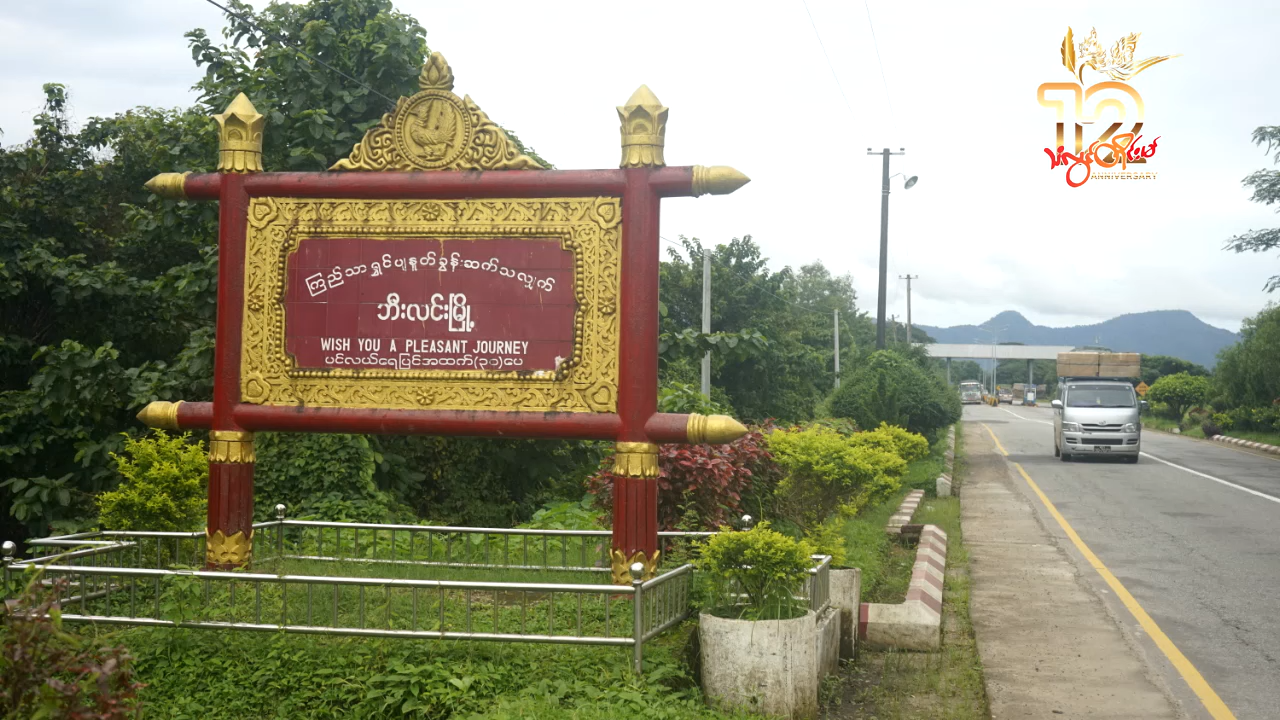 ကြည်သာရွှင်ပျနှုတ်ခွန်းဆက်သလျှက်
ဘီးလင်းမြို့
WISH YOU A PLEASANT JOURNEY
ပင်လယ်ရေပြင်အထက်(၃၁)ပေ
12
ANNIVERSARY